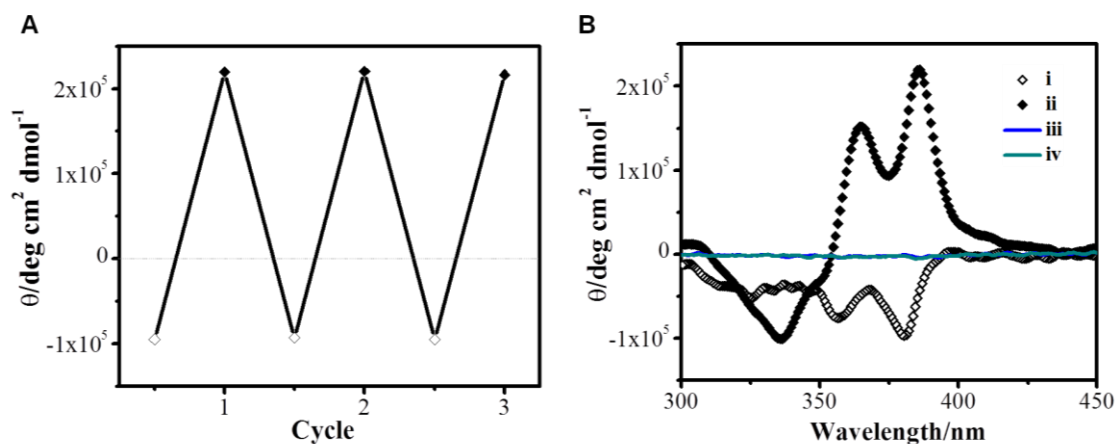 A
θ/deg cm² dmol⁻¹
2x10⁵
1x10⁵
0
-1x10⁵
1
2
3
Cycle
B
θ/deg cm² dmol⁻¹
2x10⁵
1x10⁵
0
-1x10⁵
i
ii
iii
iv
300
350
400
450
Wavelength/nm